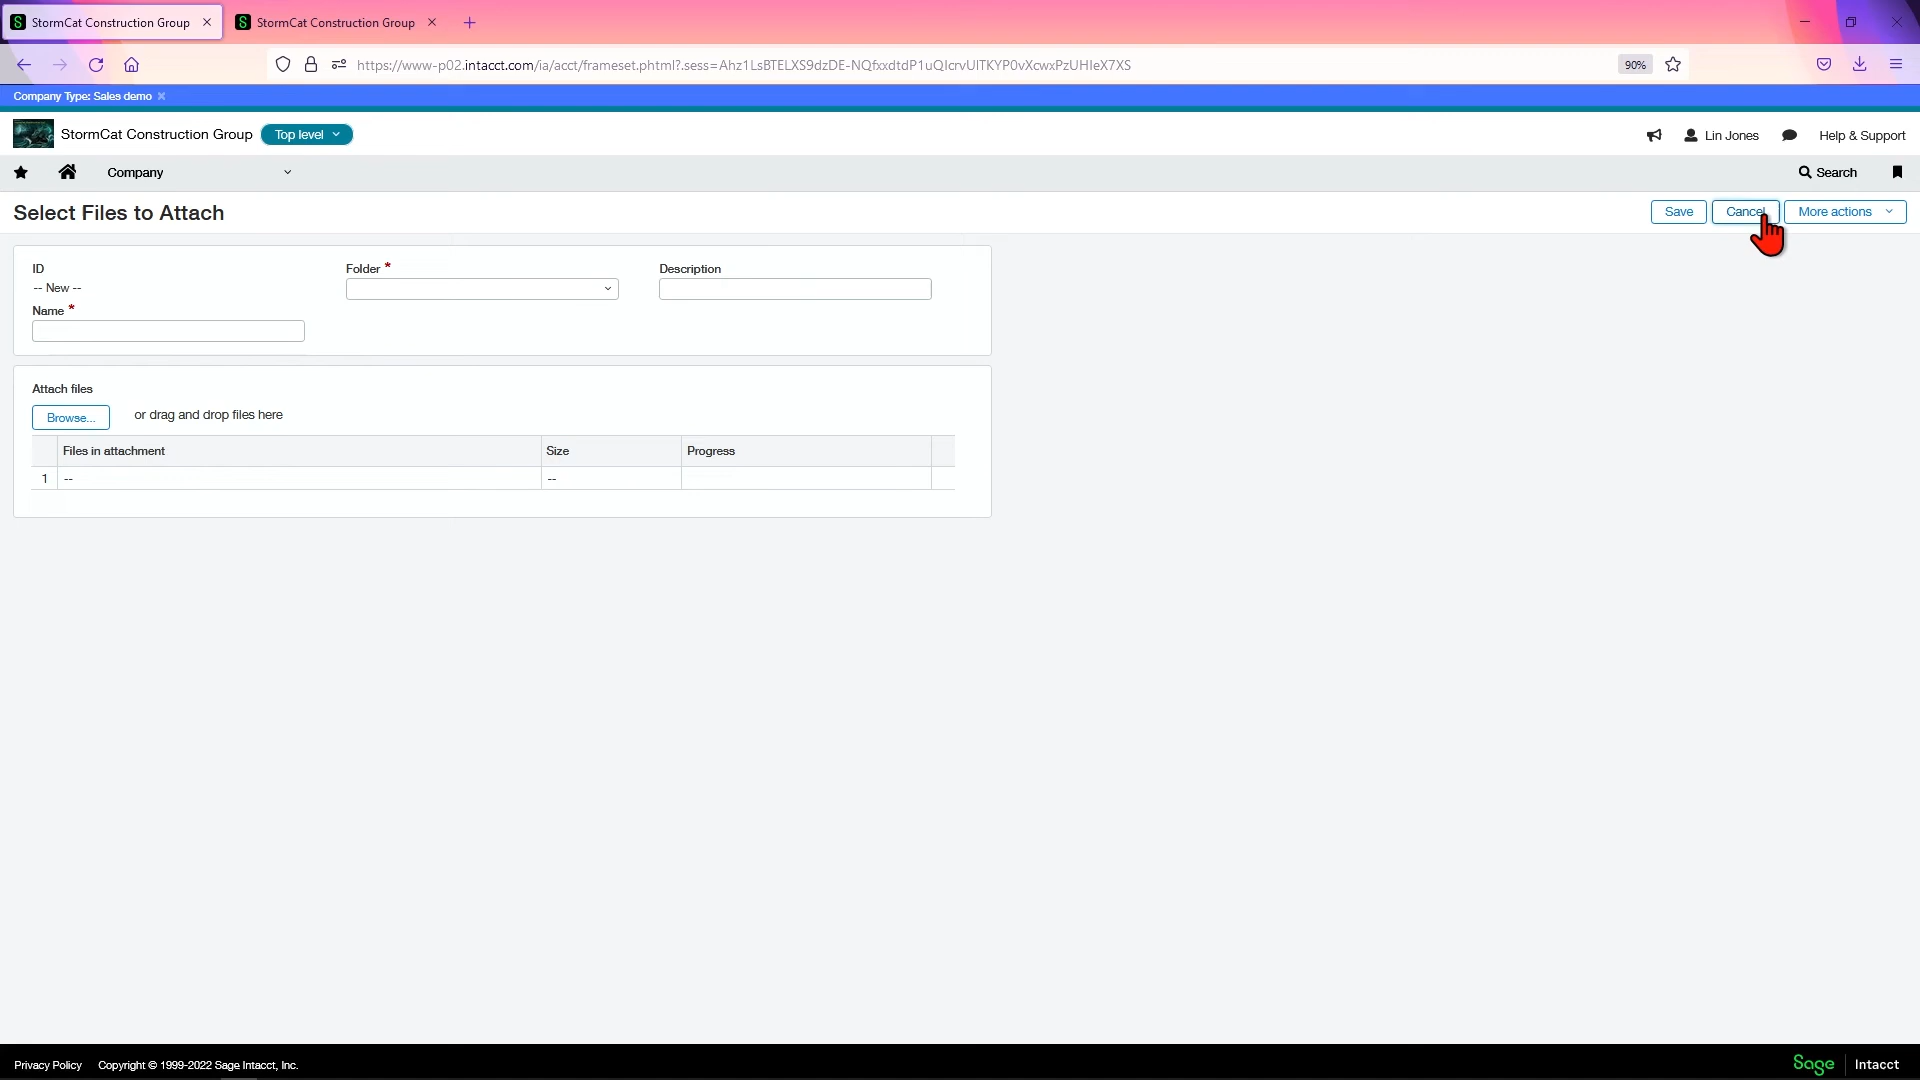 StormCat Construction Group
StormCat Construction Group
https://www-p02.intacct.com/ia/acct/frameset.phtml?.sess=Ahz1LsBTELXS9dzDE-NQfxxdtdP1uQIcrvUITKYP0vXcwxPzUHIeX7XS
90%
Company Type: Sales demo
StormCat Construction Group
Top level
Lin Jones
Help & Support
Company
Search
Select Files to Attach
Save
Cancel
More actions
ID
Folder *
Description
-- New --
Name *
Attach files
Browse...
or drag and drop files here
Files in attachment
Size
Progress
1
--
--
Privacy Policy
Copyright © 1999-2022 Sage Intacct, Inc.
Sage
Intacct